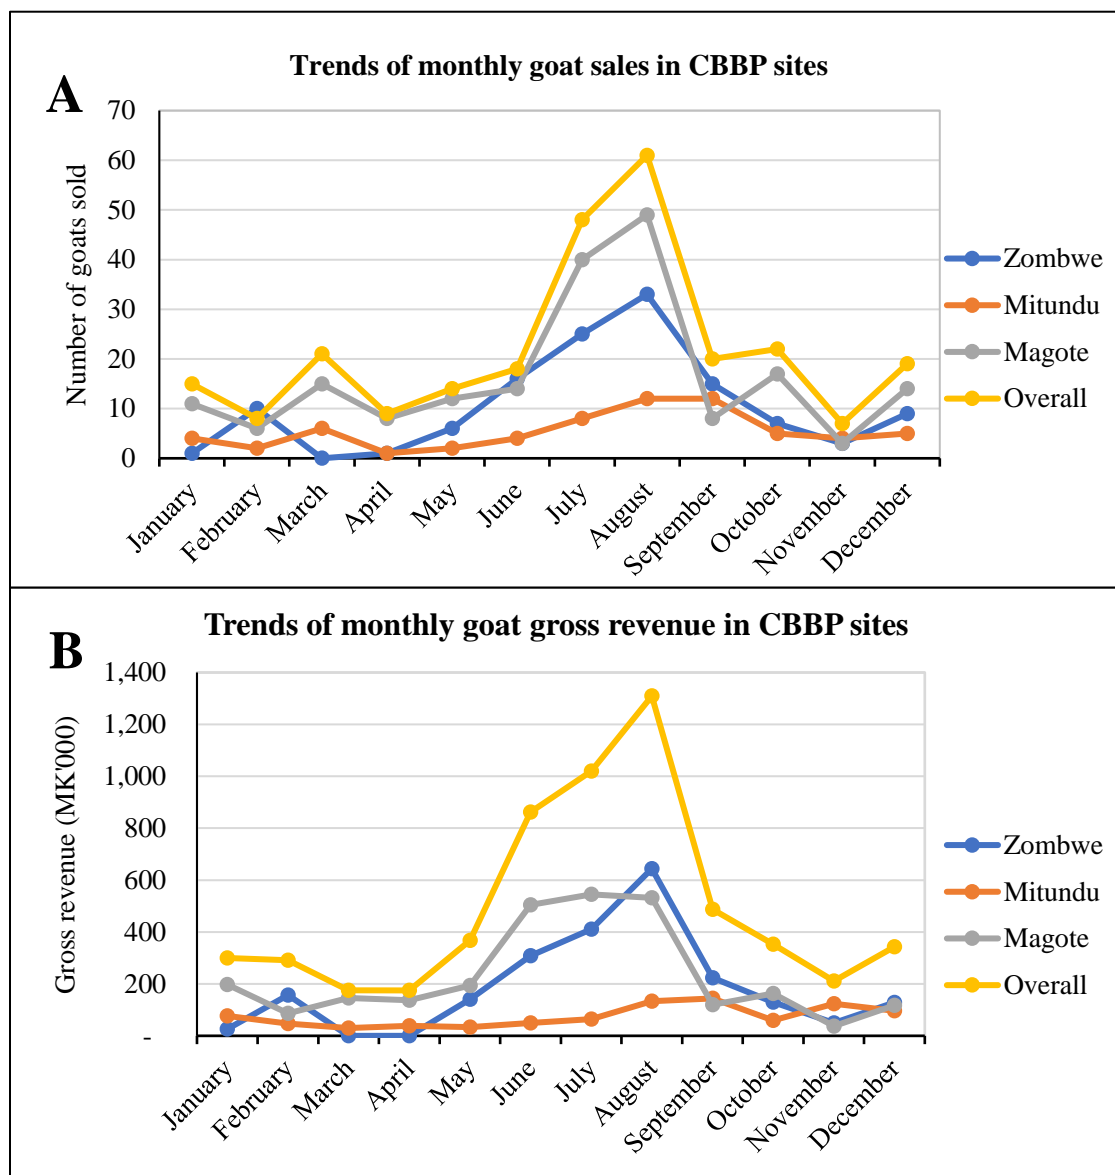 Trends of monthly goat sales in CBBP sites
A
70
60
50
40
30
20
10
0
Number of goats sold
January
February
March
April
May
June
July
August
September
October
November
December
Zombwe
Mitundu
Magote
Overall
Trends of monthly goat gross revenue in CBBP sites
B
1,400
1,200
1,000
800
600
400
200
-
Gross revenue (MK'000)
January
February
March
April
May
June
July
August
September
October
November
December
Zombwe
Mitundu
Magote
Overall